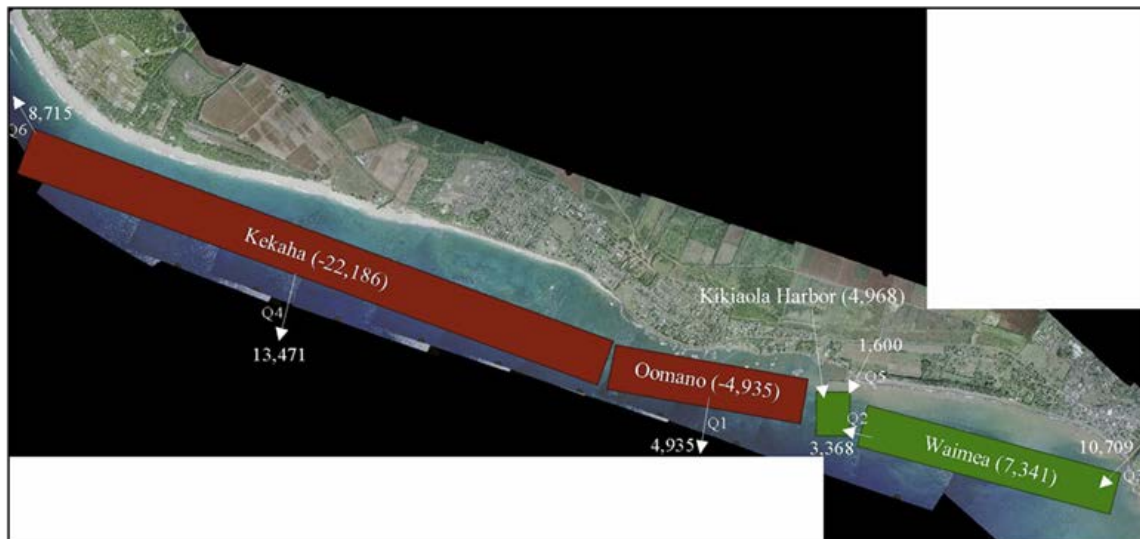 8,715
Q6
Kekaha (-22,186)
Q4
13,471
Kikiaola Harbor (4,968)
1,600
Oomano (-4,935)
Q5
Q1
4,935
Q2
3,368
Waimea (7,341)
10,709